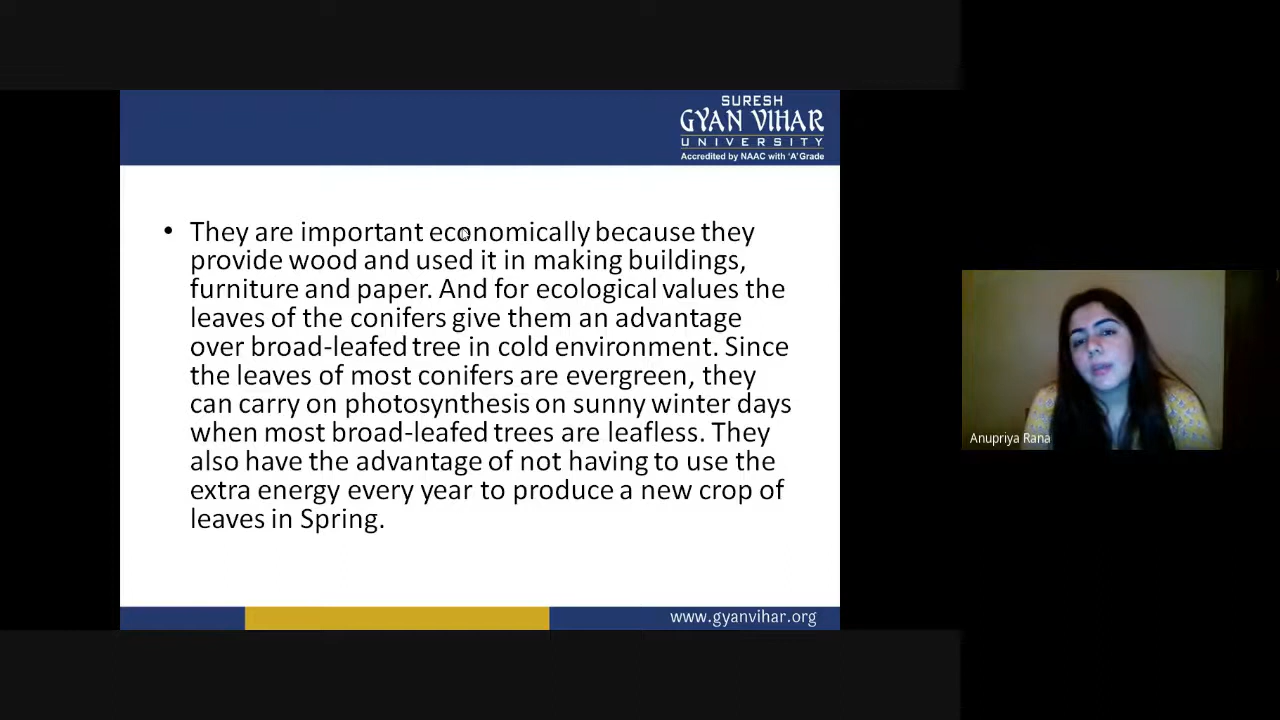 SURESH
GYAN VIHAR
UNIVERSITY
Accredited by NAAC with 'A' Grade
• They are important economically because they
provide wood and used it in making buildings,
furniture and paper. And for ecological values the
leaves of the conifers give them an advantage
over broad-leafed tree in cold environment. Since
the leaves of most conifers are evergreen, they
can carry on photosynthesis on sunny winter days
when most broad-leafed trees are leafless. They
also have the advantage of not having to use the
extra energy every year to produce a new crop of
leaves in Spring.
www.gyanvihar.org
Anupriya Rana